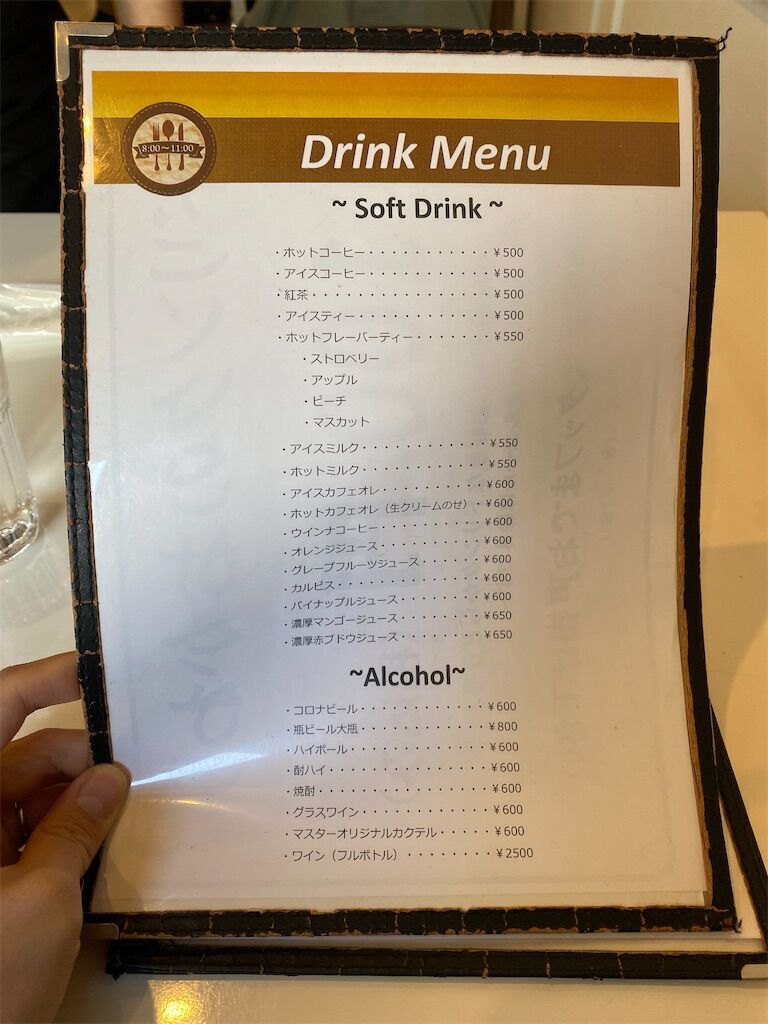 8:00～11:00
Drink Menu
~ Soft Drink ~
・ホットコーヒー・・・・・・・・・・・￥500
・アイスコーヒー・・・・・・・・・・・￥500
・紅茶・・・・・・・・・・・・・・・・￥500
・アイスティー・・・・・・・・・・・・￥500
・ホットフレーバーティー・・・・・・・￥550
・ストロベリー
・アップル
・ピーチ
・マスカット
・アイスミルク・・・・・・・・・・・・￥550
・ホットミルク・・・・・・・・・・・・￥550
・アイスカフェオレ・・・・・・・・・・￥600
・ホットカフェオレ（生クリームのせ）・￥600
・ウインナコーヒー・・・・・・・・・・￥600
・オレンジジュース・・・・・・・・・・￥600
・グレープフルーツジュース・・・・・・￥600
・カルピス・・・・・・・・・・・・・・￥600
・パイナップルジュース・・・・・・・・￥600
・濃厚マンゴージュース・・・・・・・・￥650
・濃厚赤ブドウジュース・・・・・・・・￥650
~Alcohol~
・コロナビール・・・・・・・・・・・・￥600
・瓶ビール大瓶・・・・・・・・・・・・￥800
・ハイボール・・・・・・・・・・・・・￥600
・酎ハイ・・・・・・・・・・・・・・・￥600
・焼酎・・・・・・・・・・・・・・・・￥600
・グラスワイン・・・・・・・・・・・・￥600
・マスターオリジナルカクテル・・・・・￥600
・ワイン（フルボトル）・・・・・・・・￥2500